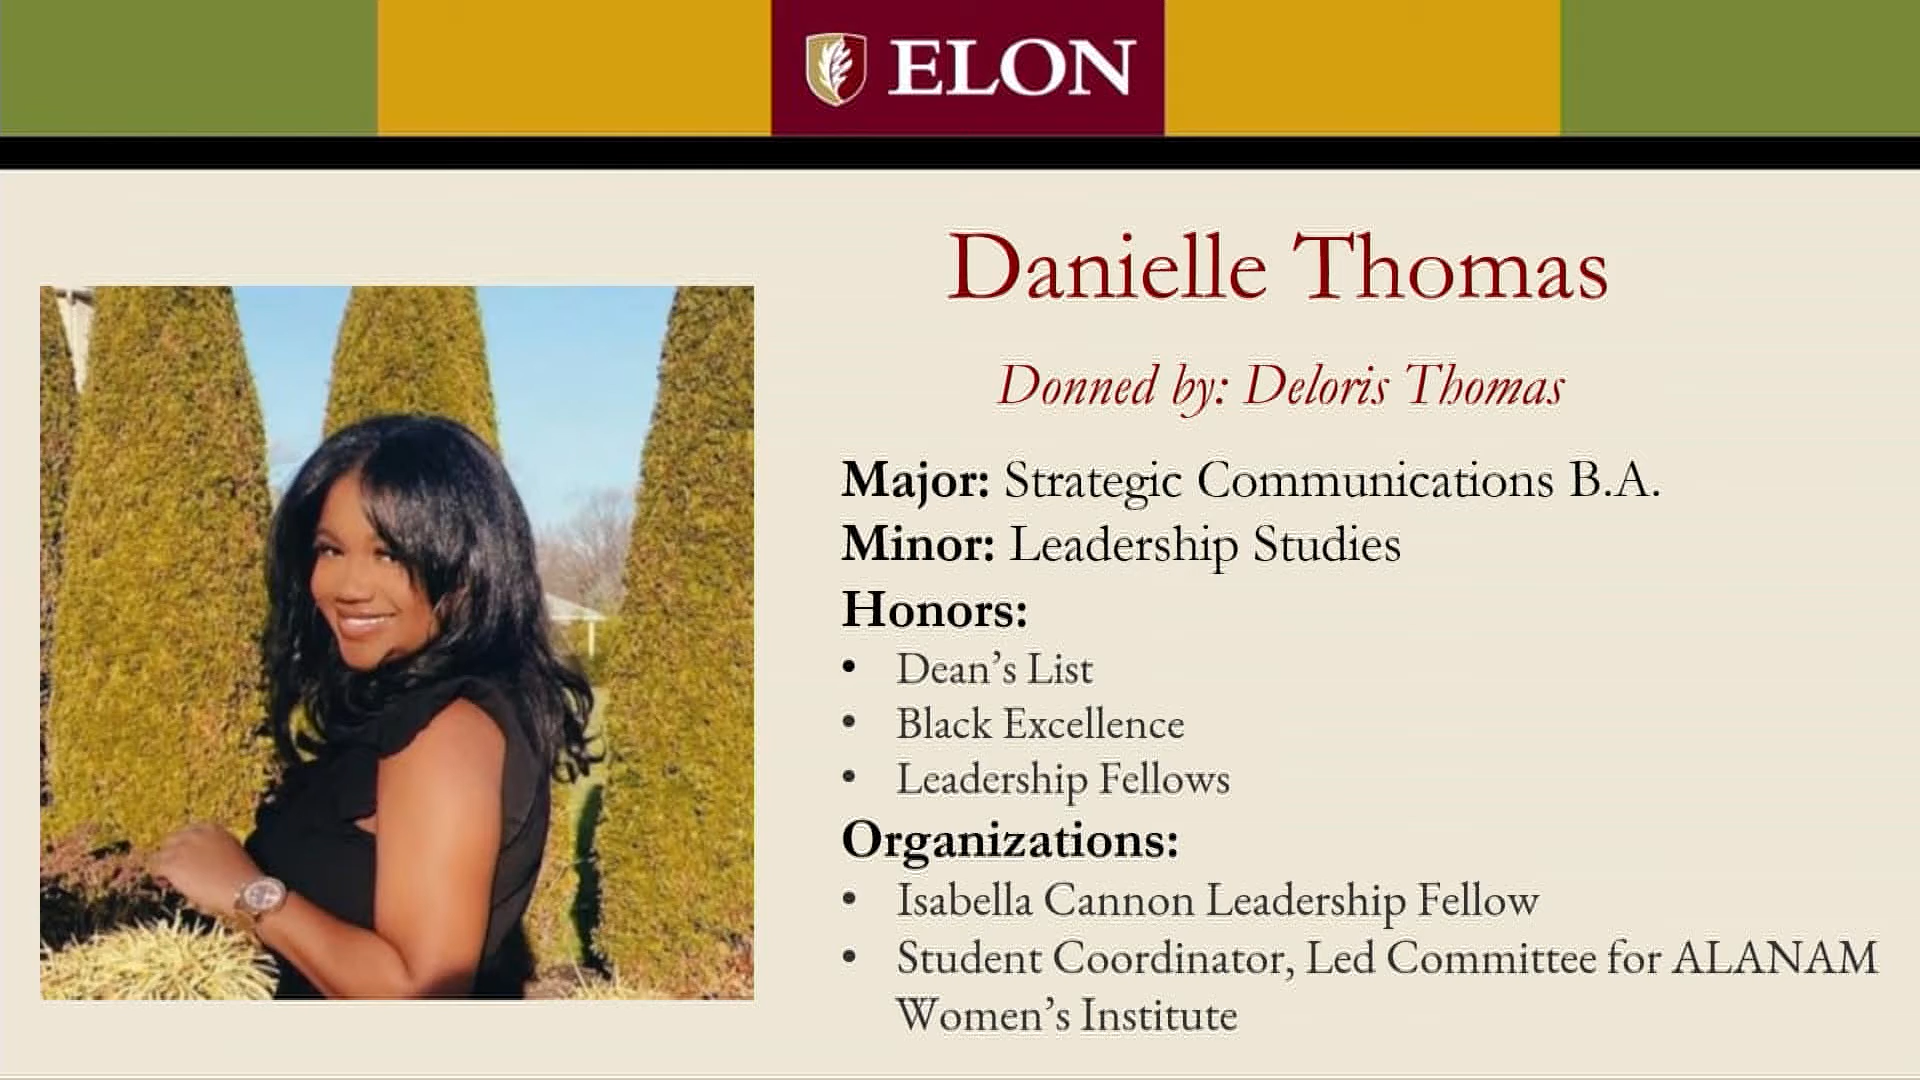 ELON
Danielle Thomas
Donned by: Deloris Thomas
Major: Strategic Communications B.A.
Minor: Leadership Studies
Honors:
• Dean’s List
• Black Excellence
• Leadership Fellows
Organizations:
• Isabella Cannon Leadership Fellow
• Student Coordinator, Led Committee for ALANAM
Women’s Institute